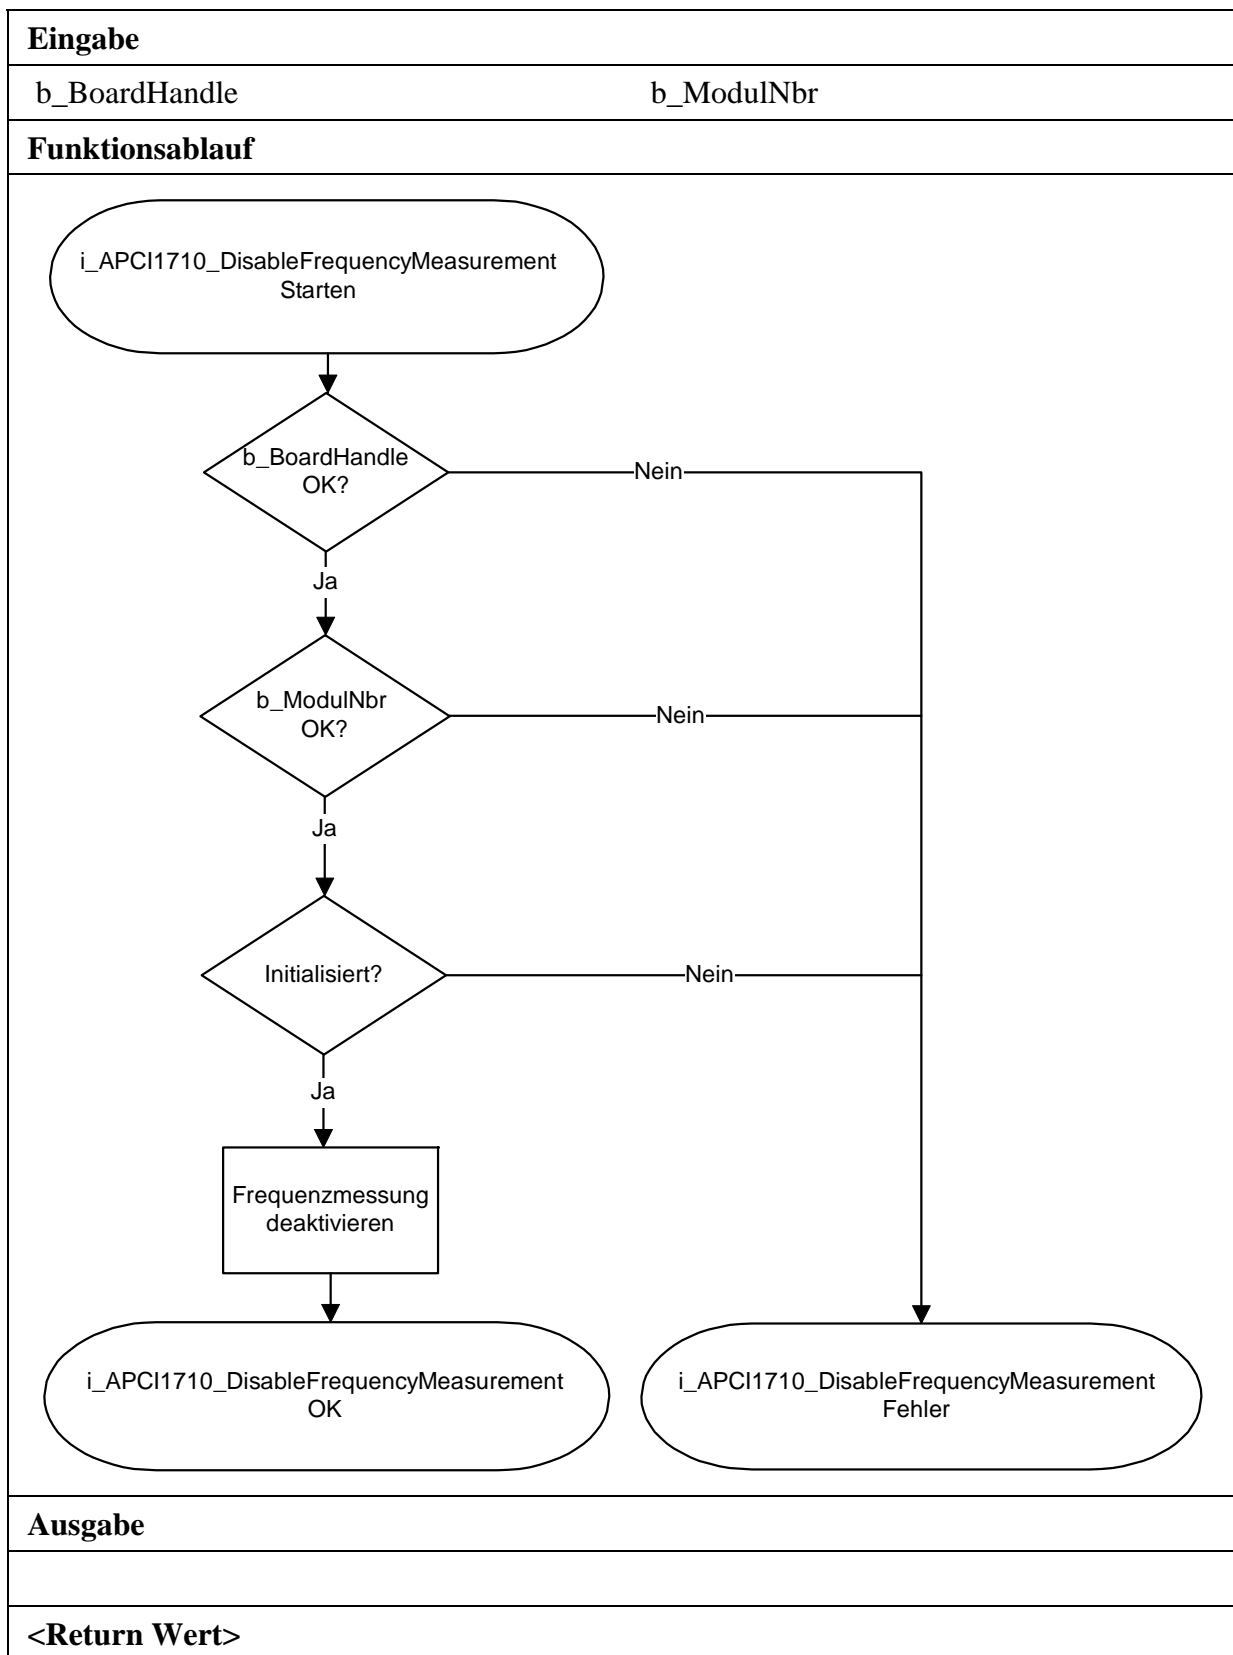 Eingabe
b_BoardHandle b_ModulNbr
Funktionsablauf
i_APCI1710_DisableFrequencyMeasurement
Starten
b_BoardHandle
OK?
Nein
Ja
b_ModulNbr
OK?
Nein
Ja
Initialisiert?
Nein
Ja
Frequenzmessung
deaktivieren
i_APCI1710_DisableFrequencyMeasurement
OK
i_APCI1710_DisableFrequencyMeasurement
Fehler
Ausgabe
<Return Wert>